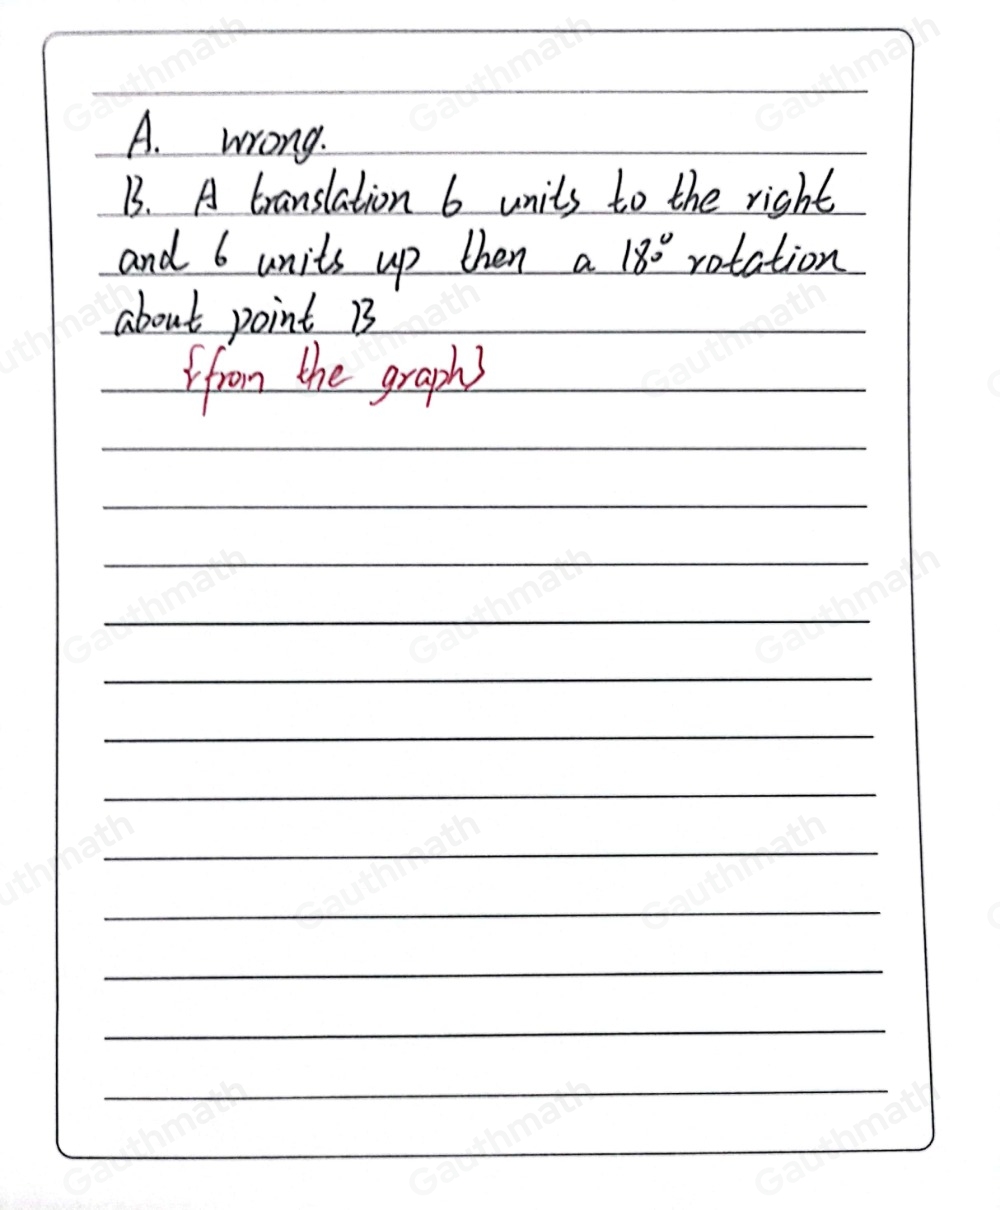 A. wrong.
B. A translation 6 units to the right
and 6 units up then a 180° rotation
about point B
{from the graph}
Gauthmath